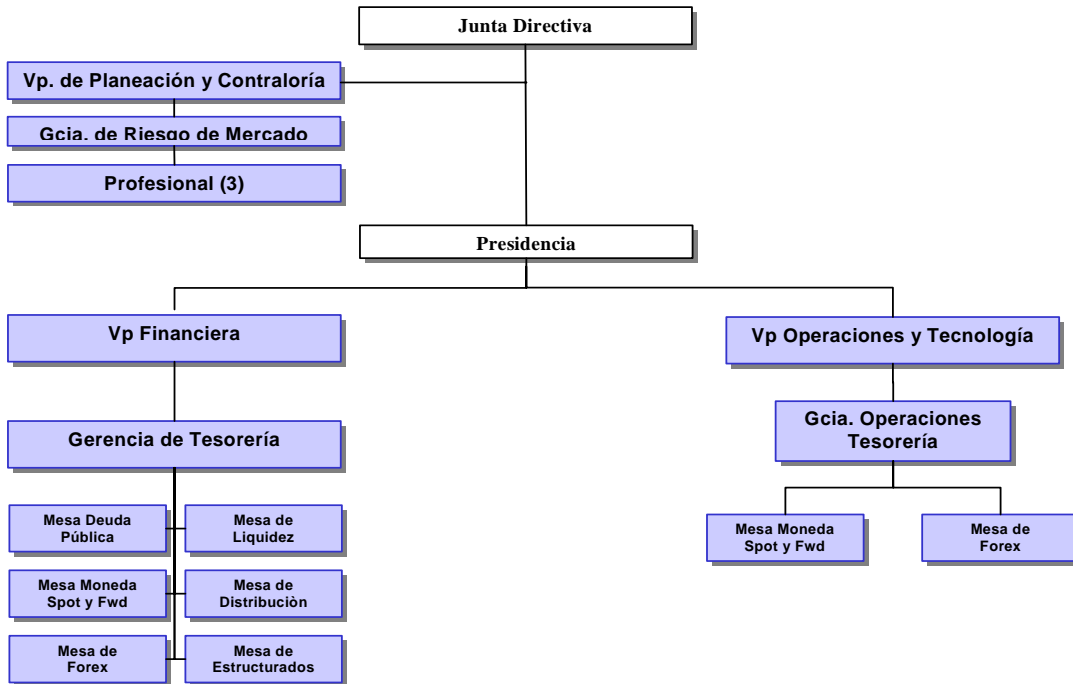 Junta Directiva
Vp. de Planeación y Contraloría
Gcia. de Riesgo de Mercado
Profesional (3)
Presidencia
Vp Financiera
Vp Operaciones y Tecnología
Gerencia de Tesorería
Gcia. Operaciones
Tesorería
Mesa Deuda
Pública
Mesa de
Liquidez
Mesa Moneda
Spot y Fwd
Mesa de
Forex
Mesa Moneda
Spot y Fwd
Mesa de
Distribuciòn
Mesa de
Forex
Mesa de
Estructurados